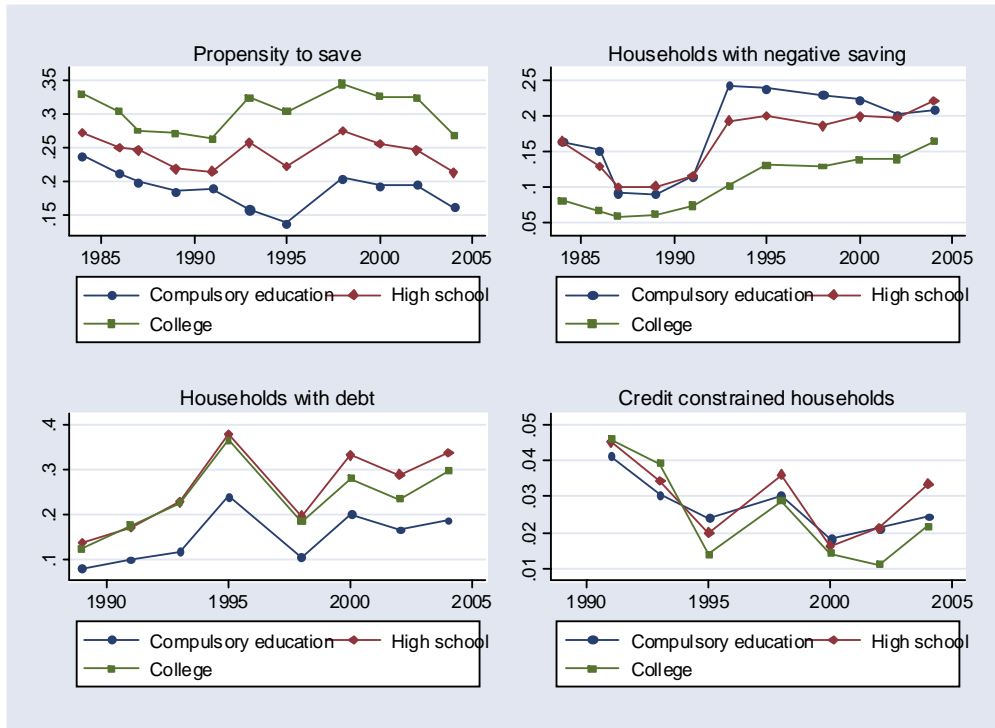 Propensity to save
.35
.3
.25
.2
.15
1985 1990 1995 2000 2005
Compulsory education High school
College
Households with negative saving
.25
.2
.15
.1
.05
1985 1990 1995 2000 2005
Compulsory education High school
College
Households with debt
.4
.3
.2
.1
1990 1995 2000 2005
Compulsory education High school
College
Credit constrained households
.05
.04
.03
.02
.01
1990 1995 2000 2005
Compulsory education High school
College